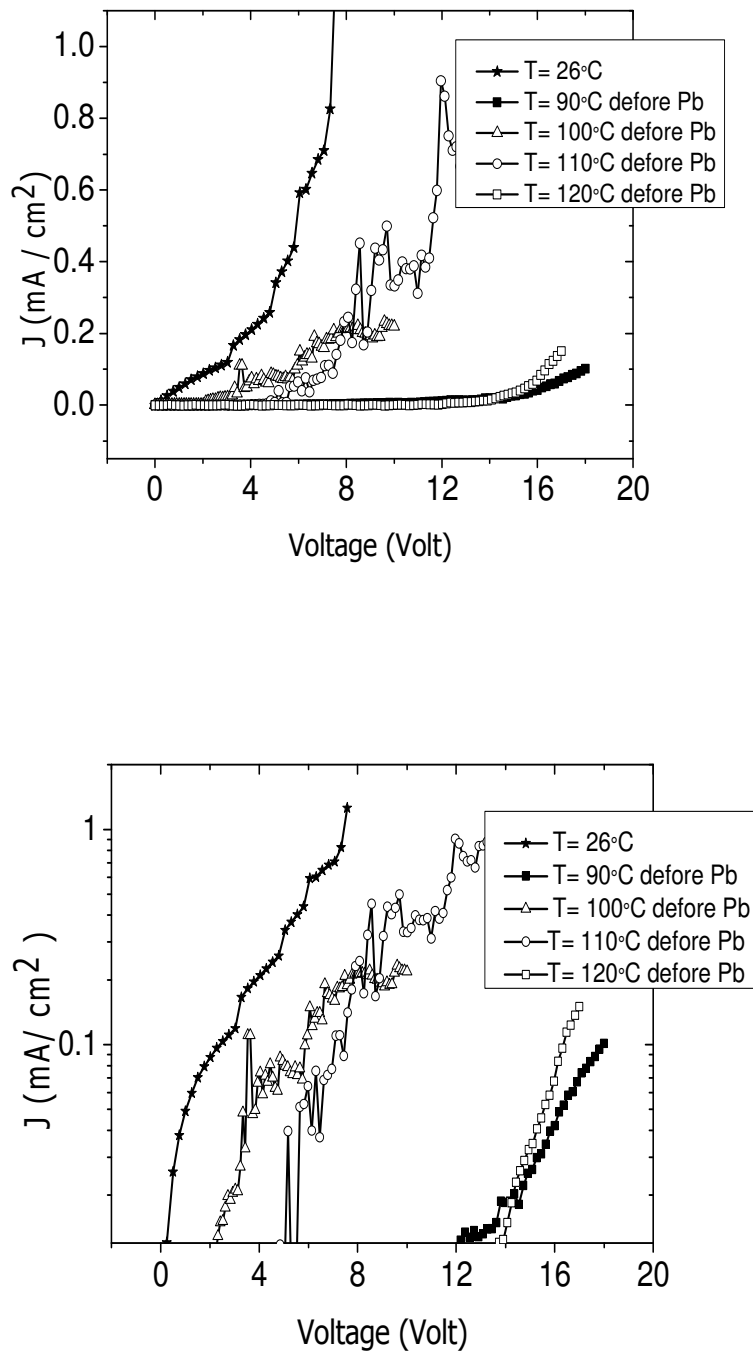 1.0
0.8
0.6
0.4
0.2
0.0
J (mA / cm²)
T= 26°C
T= 90°C defore Pb
T= 100°C defore Pb
T= 110°C defore Pb
T= 120°C defore Pb
0 4 8 12 16 20
Voltage (Volt)
1
0.1
J (mA/ cm²)
T= 26°C
T= 90°C defore Pb
T= 100°C defore Pb
T= 110°C defore Pb
T= 120°C defore Pb
0 4 8 12 16 20
Voltage (Volt)